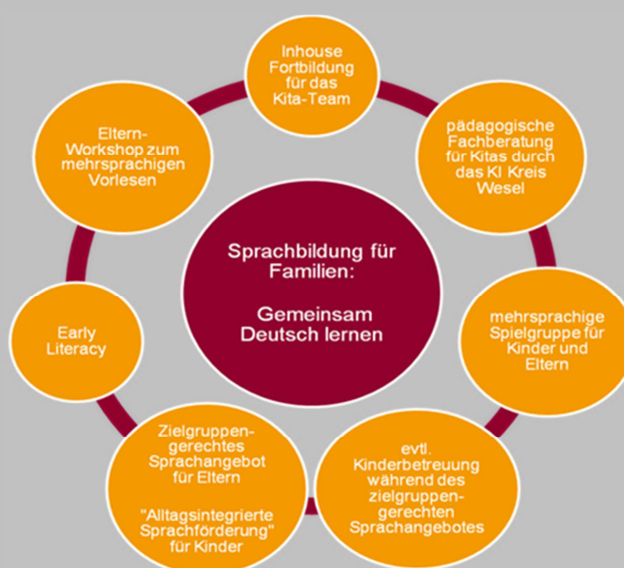 Inhouse
Fortbildung
für das
Kita-Team
pädagogische
Fachberatung
für Kitas durch
das KI Kreis
Wesel
mehrsprachige
Spielgruppe für
Kinder und
Eltern
evtl.
Kinderbetreuung
während des
zielgruppen-
gerechten
Sprachangebotes
Zielgruppen-
gerechtes
Sprachangebot
für Eltern
"Alltagsintegrierte
Sprachförderung"
für Kinder
Early
Literacy
Eltern-
Workshop zum
mehrsprachigen
Vorlesen
Sprachbildung für
Familien:
Gemeinsam
Deutsch lernen